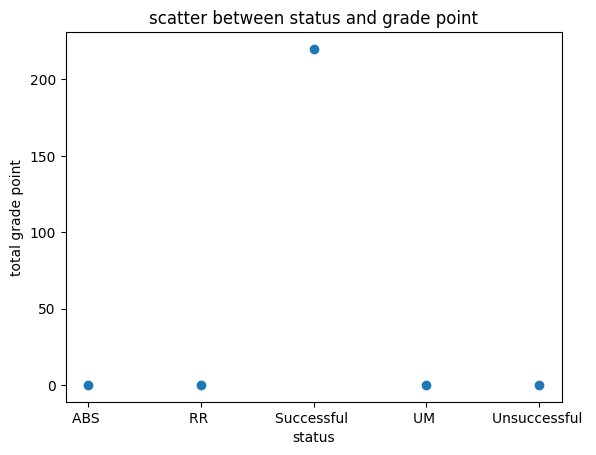 scatter between status and grade point
total grade point
200
150
100
50
0
ABS RR Successful UM Unsuccessful
status